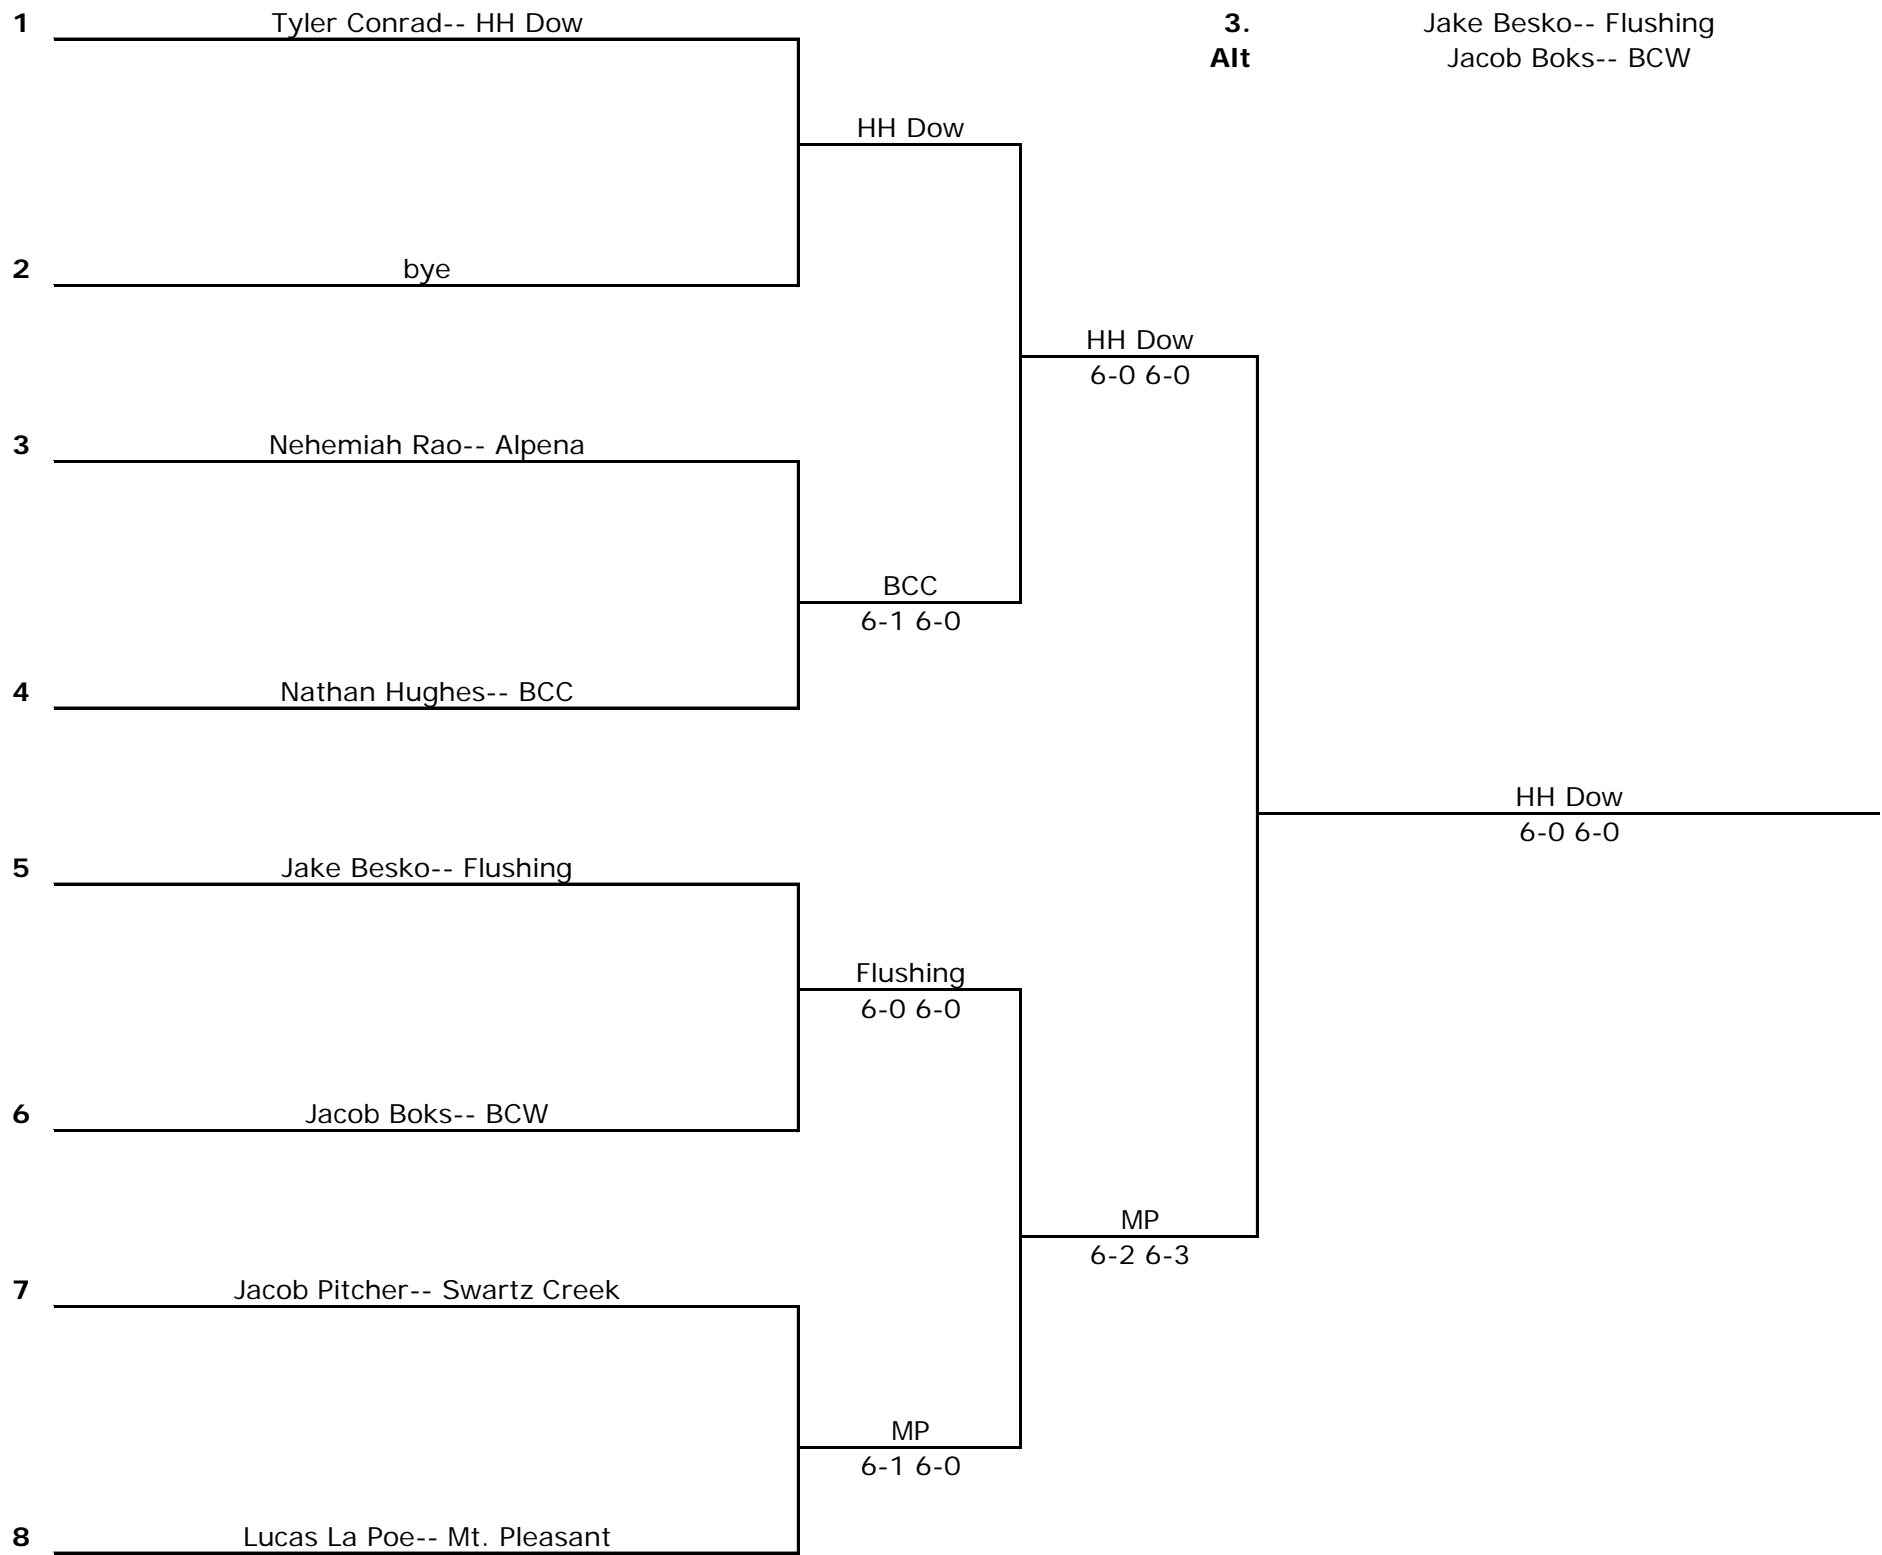 1 Tyler Conrad-- HH Dow
3. Jake Besko-- Flushing
Alt Jacob Boks-- BCW
HH Dow
2 bye
HH Dow
6-0 6-0
3 Nehemiah Rao-- Alpena
BCC
6-1 6-0
4 Nathan Hughes-- BCC
HH Dow
6-0 6-0
5 Jake Besko-- Flushing
Flushing
6-0 6-0
6 Jacob Boks-- BCW
MP
6-2 6-3
7 Jacob Pitcher-- Swartz Creek
MP
6-1 6-0
8 Lucas La Poe-- Mt. Pleasant